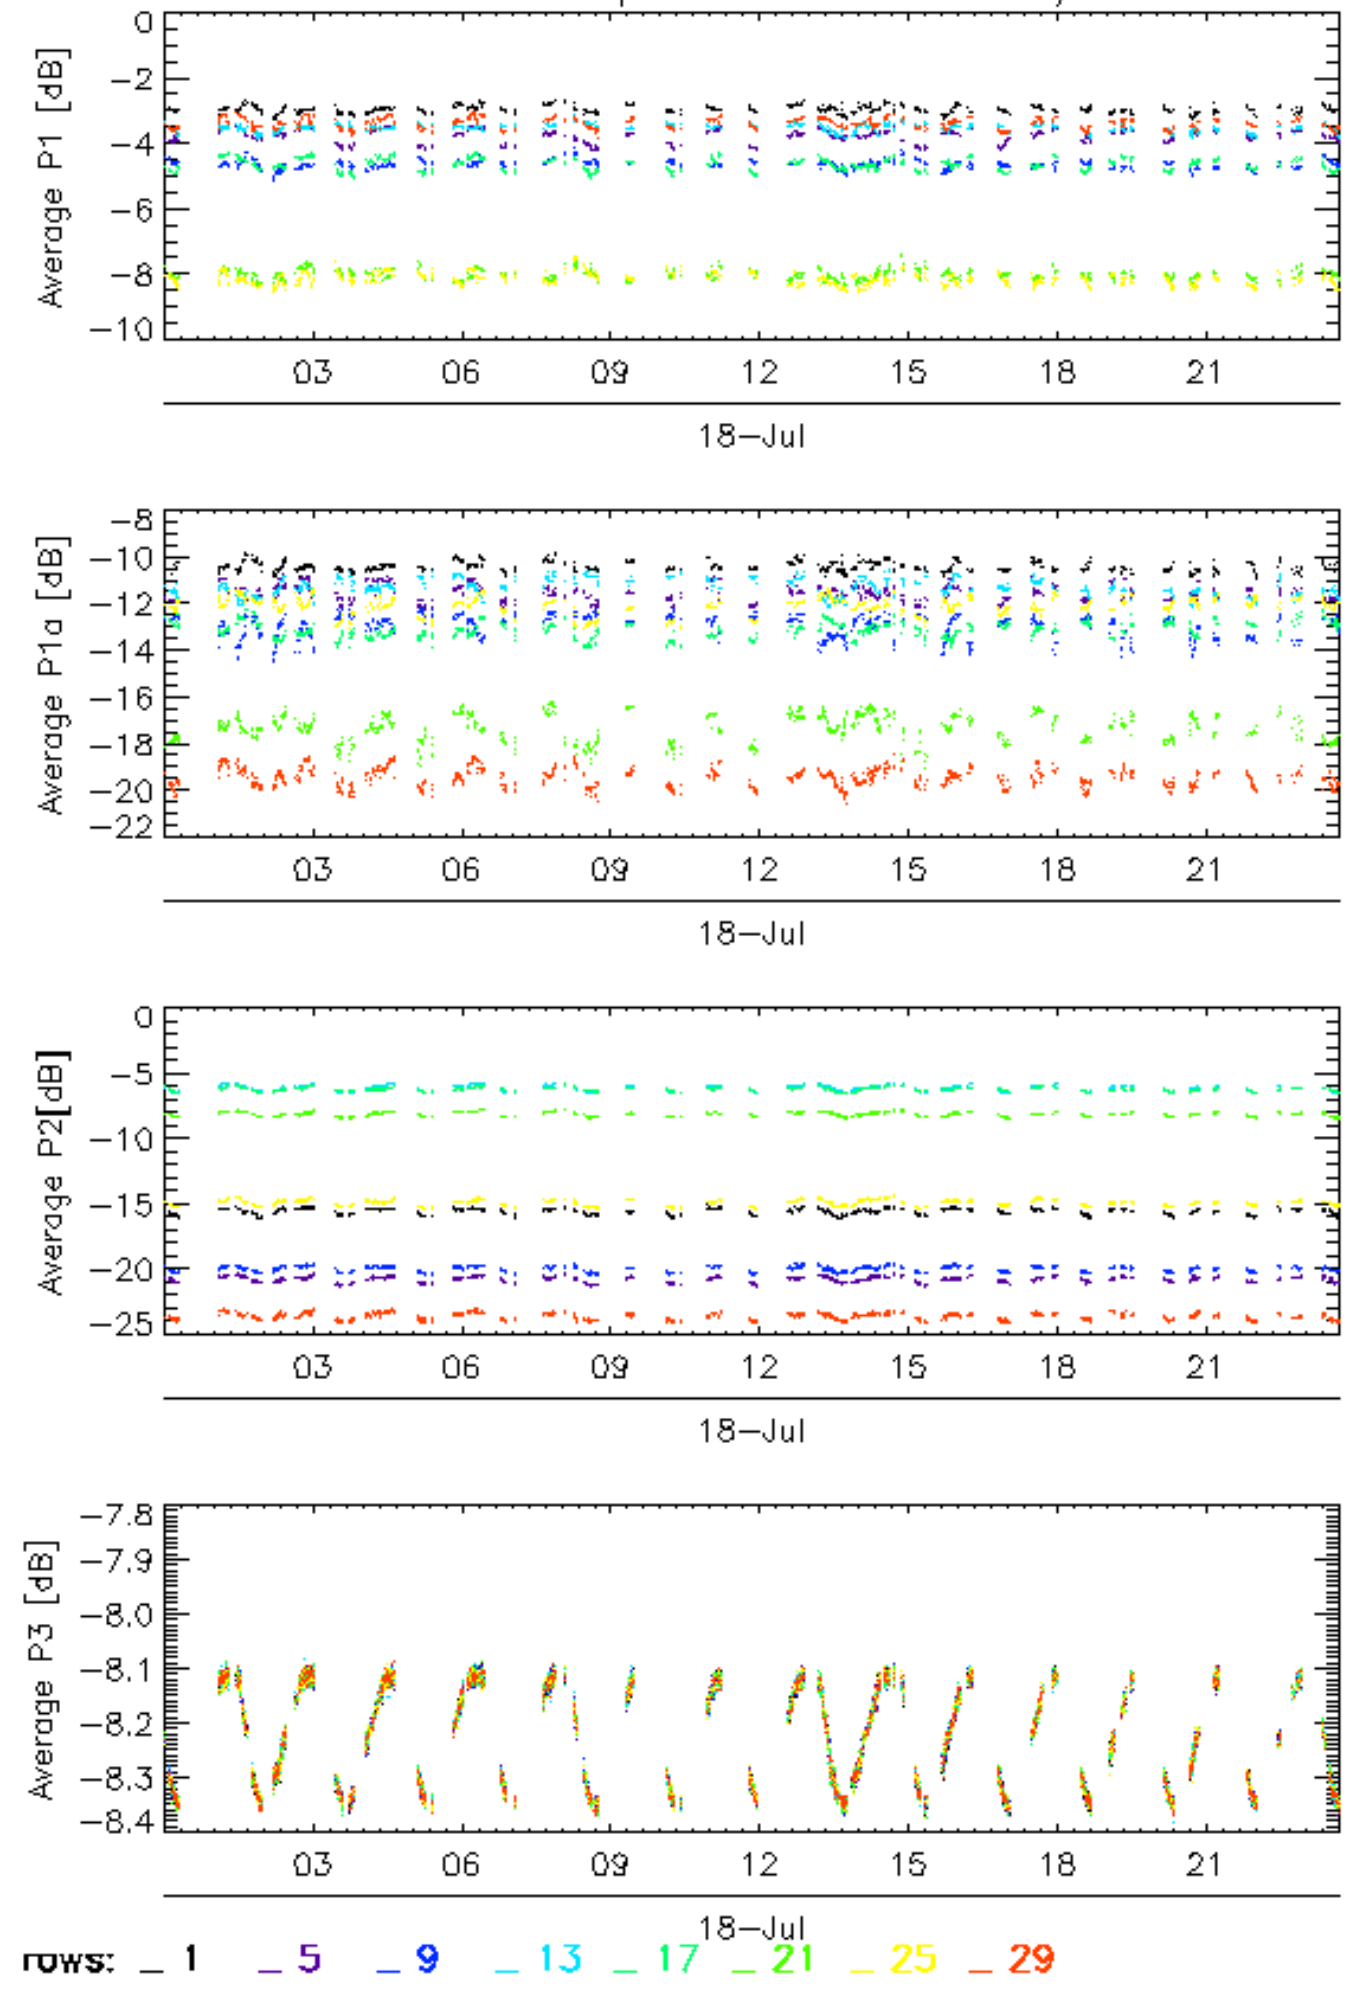 Average P1 [dB]
0
−2
−4
−6
−8
−10
03 06 09 12 15 18 21
18−Jul
Average P1a [dB]
−8
−10
−12
−14
−16
−18
−20
−22
03 06 09 12 15 18 21
18−Jul
Average P2[dB]
0
−5
−10
−15
−20
−25
03 06 09 12 15 18 21
18−Jul
Average P3 [dB]
−7.8
−7.9
−8.0
−8.1
−8.2
−8.3
−8.4
03 06 09 12 15 18 21
18−Jul
rows: _ 1 _ 5 _ 9 _ 13 _ 17 _ 21 _ 25 _ 29